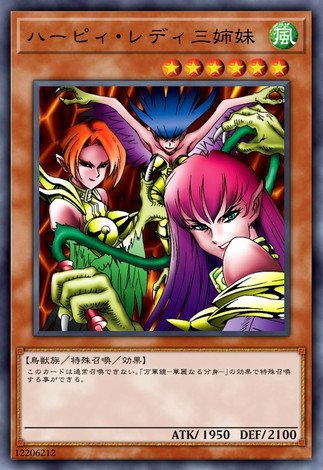 ハーピィ・レディ三姉妹
風
【鳥獣族／特殊召喚／効果】
このカードは通常召喚できない。「万華鏡－華麗なる分身－」の効果で特殊召喚
する事ができる。
ATK/ 1950 DEF/2100
12206212